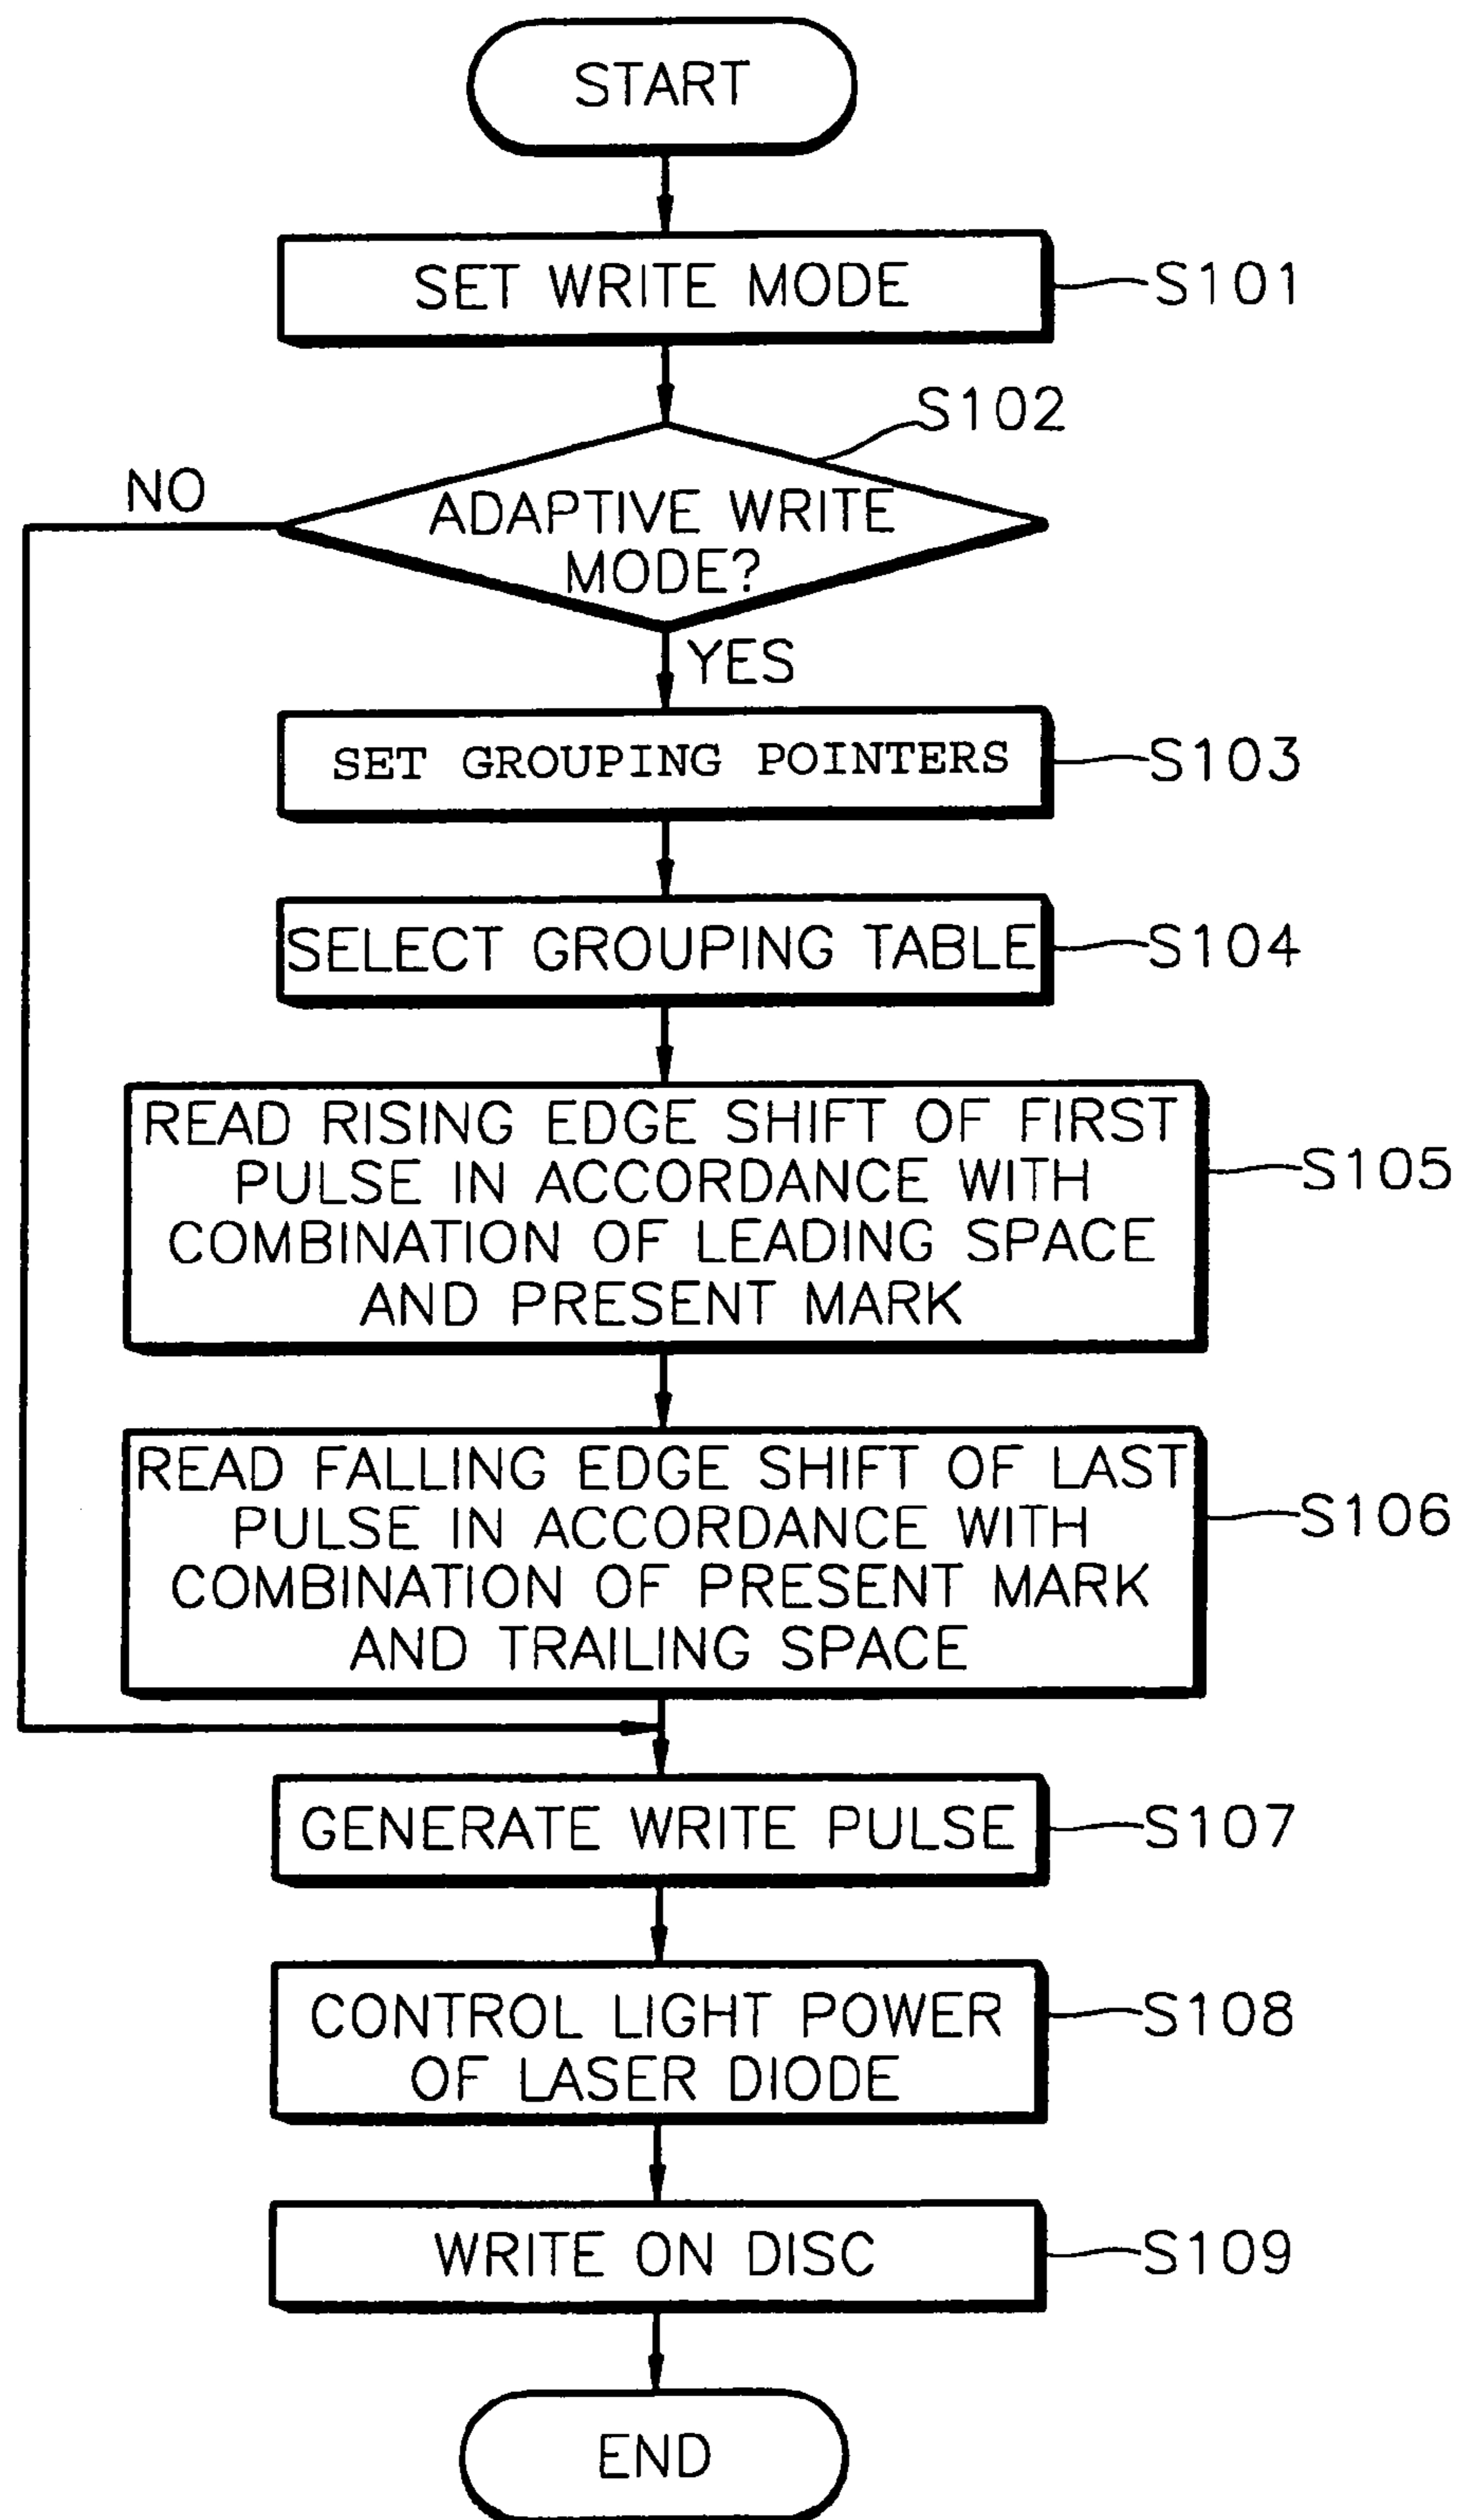 START
SET WRITE MODE
S101
S102
NO
ADAPTIVE WRITE
MODE?
YES
SET GROUPING POINTERS
S103
SELECT GROUPING TABLE
S104
READ RISING EDGE SHIFT OF FIRST
PULSE IN ACCORDANCE WITH
COMBINATION OF LEADING SPACE
AND PRESENT MARK
S105
READ FALLING EDGE SHIFT OF LAST
PULSE IN ACCORDANCE WITH
COMBINATION OF PRESENT MARK
AND TRAILING SPACE
S106
GENERATE WRITE PULSE
S107
CONTROL LIGHT POWER
OF LASER DIODE
S108
WRITE ON DISC
S109
END